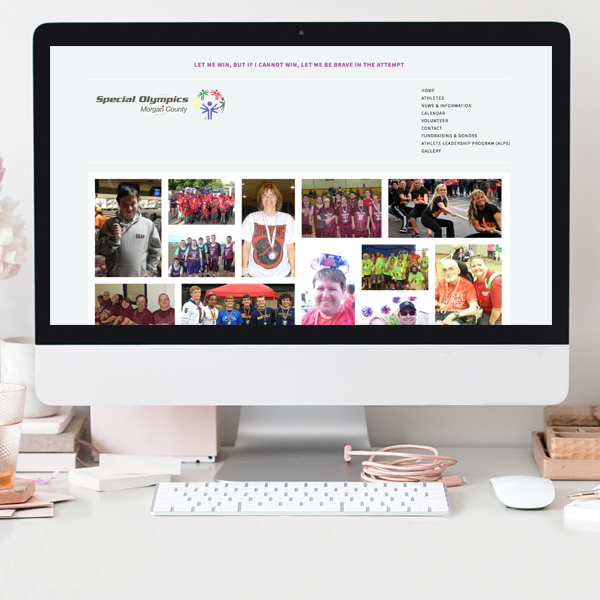 LET ME WIN, BUT IF I CANNOT WIN, LET ME BE BRAVE IN THE ATTEMPT
Special Olympics
Morgan County
HOME
ATHLETES
NEWS & INFORMATION
CALENDAR
VOLUNTEER
CONTACT
FUNDRAISING & DONORS
ATHLETE LEADERSHIP PROGRAM (ALPS)
GALLERY